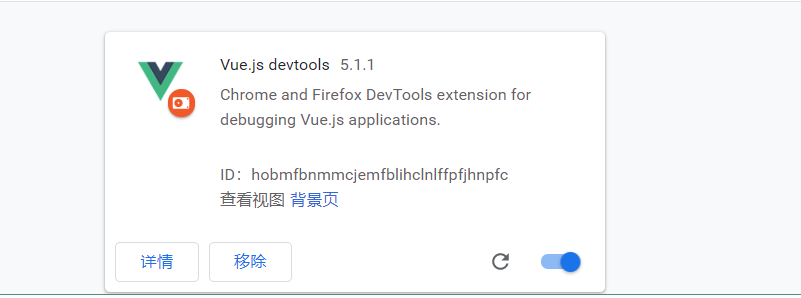 Vue.js devtools 5.1.1
Chrome and Firefox DevTools extension for
debugging Vue.js applications.
ID：hobmfbnmmcjemfblihclnlffpfjhnpfc
查看视图 背景页
详情 移除